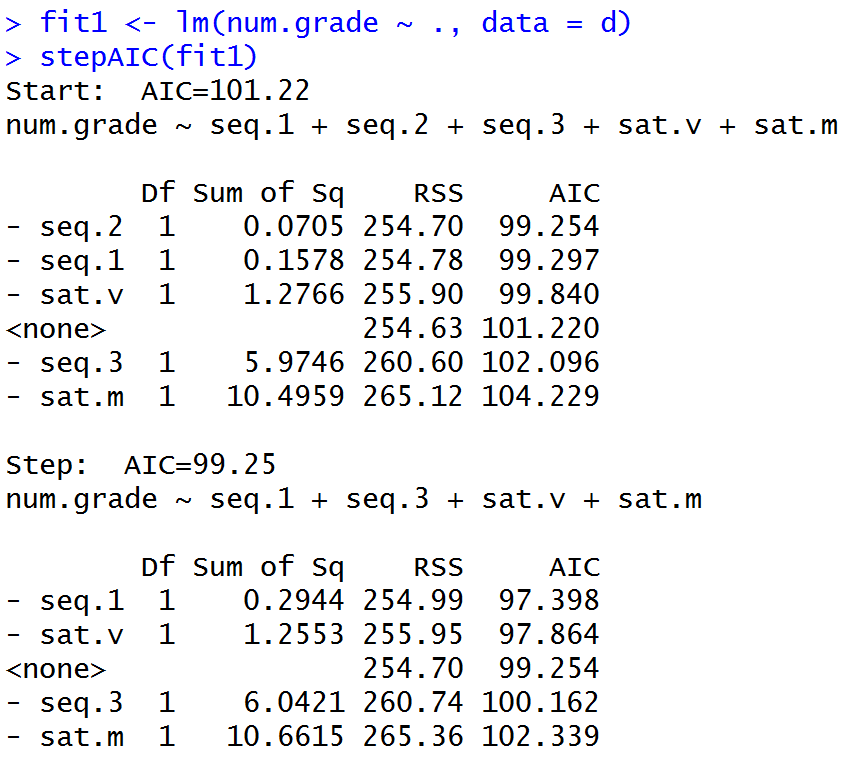 > fit1 <- lm(num.grade ~ ., data = d)
> stepAIC(fit1)
Start:  AIC=101.22
num.grade ~ seq.1 + seq.2 + seq.3 + sat.v + sat.m

        Df Sum of Sq    RSS     AIC
- seq.2  1    0.0705 254.70  99.254
- seq.1  1    0.1578 254.78  99.297
- sat.v  1    1.2766 255.90  99.840
<none>               254.63 101.220
- seq.3  1    5.9746 260.60 102.096
- sat.m  1   10.4959 265.12 104.229

Step:  AIC=99.25
num.grade ~ seq.1 + seq.3 + sat.v + sat.m

        Df Sum of Sq    RSS     AIC
- seq.1  1    0.2944 254.99  97.398
- sat.v  1    1.2553 255.95  97.864
<none>               254.70  99.254
- seq.3  1    6.0421 260.74 100.162
- sat.m  1   10.6615 265.36 102.339